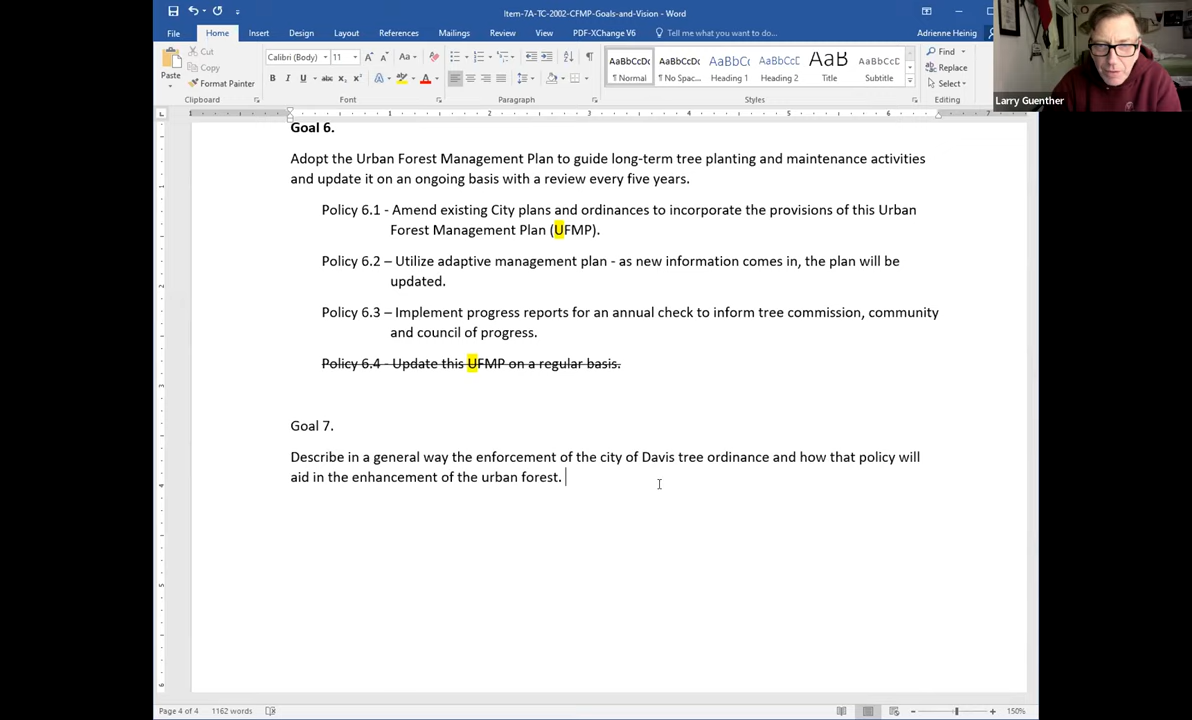 Item-7A-TC-2002-CFMP-Goals-and-Vision - Word
File Home Insert Design Layout References Mailings Review View PDF-XChange V6 Tell me what you want to do... Adrienne Heinig
Paste
Cut
Copy
Format Painter
Clipboard
Calibri (Body) 11 Aa
B I U abc X₂ X² A A
Font
Paragraph
AaBbCcDc AaBbCcDc AaBbCc AaBbCcC AaB AaBbCcC
¶ Normal ¶ No Spac... Heading 1 Heading 2 Title Subtitle
Styles
Find
Replace
Select
Editing
Larry Guenther
Goal 6.
Adopt the Urban Forest Management Plan to guide long-term tree planting and maintenance activities
and update it on an ongoing basis with a review every five years.
Policy 6.1 - Amend existing City plans and ordinances to incorporate the provisions of this Urban
Forest Management Plan (UFMP).
Policy 6.2 – Utilize adaptive management plan - as new information comes in, the plan will be
updated.
Policy 6.3 – Implement progress reports for an annual check to inform tree commission, community
and council of progress.
Policy 6.4 - Update this UFMP on a regular basis.
Goal 7.
Describe in a general way the enforcement of the city of Davis tree ordinance and how that policy will
aid in the enhancement of the urban forest.
Page 4 of 4 1162 words 150%